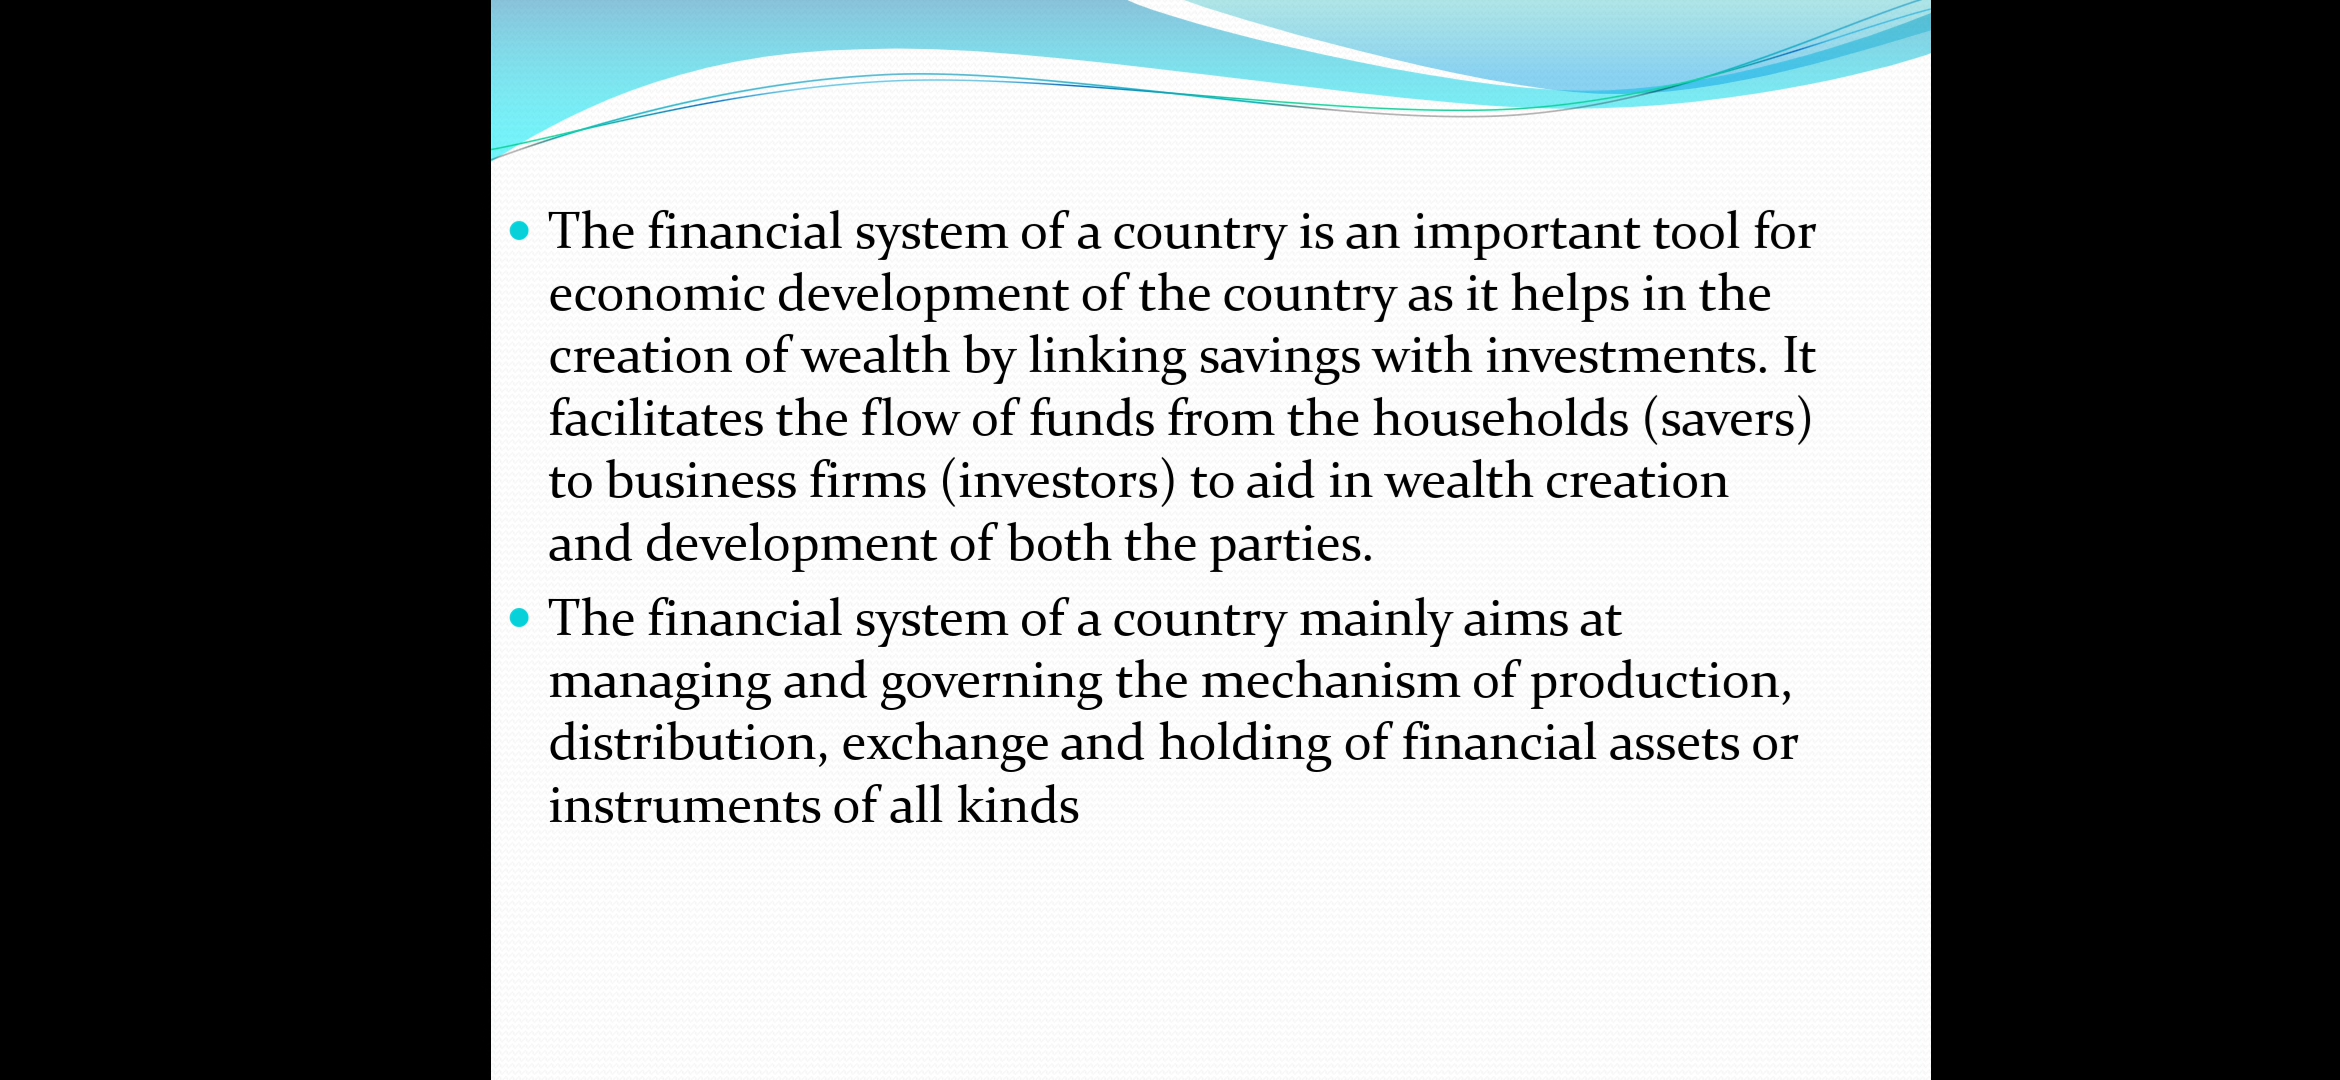 The financial system of a country is an important tool for
economic development of the country as it helps in the
creation of wealth by linking savings with investments. It
facilitates the flow of funds from the households (savers)
to business firms (investors) to aid in wealth creation
and development of both the parties.
The financial system of a country mainly aims at
managing and governing the mechanism of production,
distribution, exchange and holding of financial assets or
instruments of all kinds